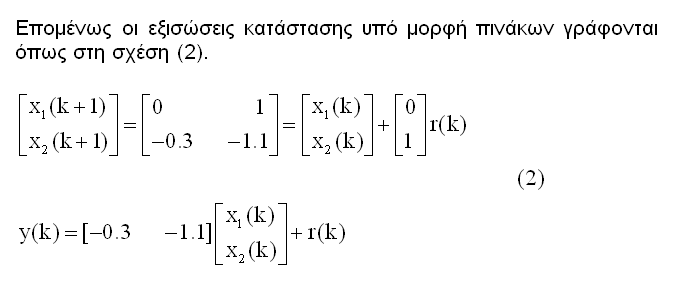 Επομένως οι εξισώσεις κατάστασης υπό μορφή πινάκων γράφονται
όπως στη σχέση (2).
[x₁(k+1)] = [0 1] = [x₁(k)] + [0] r(k)
[x₂(k+1)] [−0.3 −1.1] [x₂(k)] [1]
(2)
y(k) = [−0.3 −1.1] [x₁(k)] + r(k)
[x₂(k)]